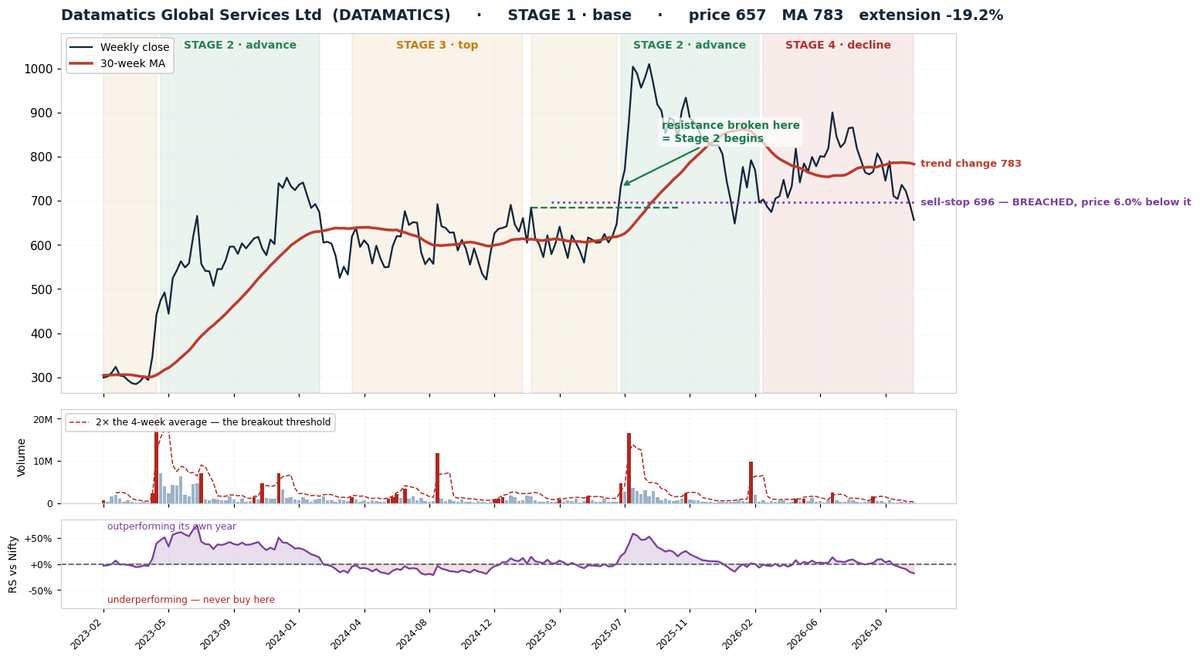 Datamatics Global Services Ltd  (DATAMATICS)     ·     STAGE 1 · base     ·     price 657   MA 783   extension -19.2%
Weekly close
30-week MA
STAGE 2 · advance
STAGE 3 · top
STAGE 2 · advance
STAGE 4 · decline
1000
900
800
700
600
500
400
300
resistance broken here
= Stage 2 begins
trend change 783
sell-stop 696 — BREACHED, price 6.0% below it
2× the 4-week average — the breakout threshold
Volume
20M
10M
0
RS vs Nifty
+50%
+0%
-50%
outperforming its own year
underperforming — never buy here
2023-02
2023-05
2023-09
2024-01
2024-04
2024-08
2024-12
2025-03
2025-07
2025-11
2026-02
2026-06
2026-10